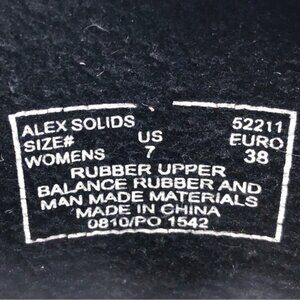 ALEX SOLIDS 52211
SIZE# US EURO
WOMENS 7 38
RUBBER UPPER
BALANCE RUBBER AND
MAN MADE MATERIALS
MADE IN CHINA
0810/PO 1542